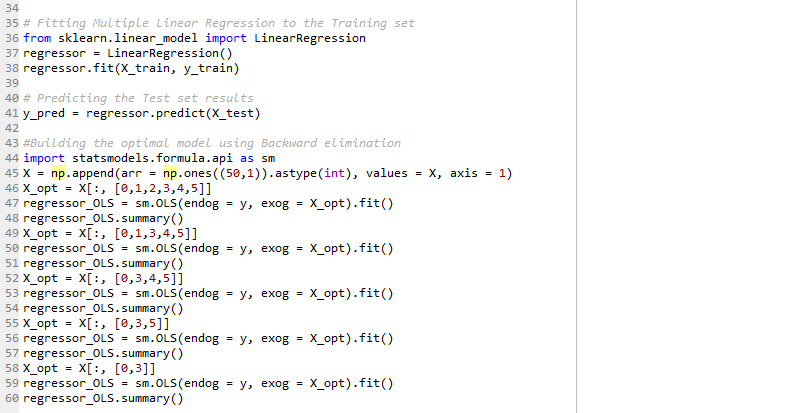 34
35 # Fitting Multiple Linear Regression to the Training set
36 from sklearn.linear_model import LinearRegression
37 regressor = LinearRegression()
38 regressor.fit(X_train, y_train)
39
40 # Predicting the Test set results
41 y_pred = regressor.predict(X_test)
42
43 #Building the optimal model using Backward elimination
44 import statsmodels.formula.api as sm
45 X = np.append(arr = np.ones((50,1)).astype(int), values = X, axis = 1)
46 X_opt = X[:, [0,1,2,3,4,5]]
47 regressor_OLS = sm.OLS(endog = y, exog = X_opt).fit()
48 regressor_OLS.summary()
49 X_opt = X[:, [0,1,3,4,5]]
50 regressor_OLS = sm.OLS(endog = y, exog = X_opt).fit()
51 regressor_OLS.summary()
52 X_opt = X[:, [0,3,4,5]]
53 regressor_OLS = sm.OLS(endog = y, exog = X_opt).fit()
54 regressor_OLS.summary()
55 X_opt = X[:, [0,3,5]]
56 regressor_OLS = sm.OLS(endog = y, exog = X_opt).fit()
57 regressor_OLS.summary()
58 X_opt = X[:, [0,3]]
59 regressor_OLS = sm.OLS(endog = y, exog = X_opt).fit()
60 regressor_OLS.summary()